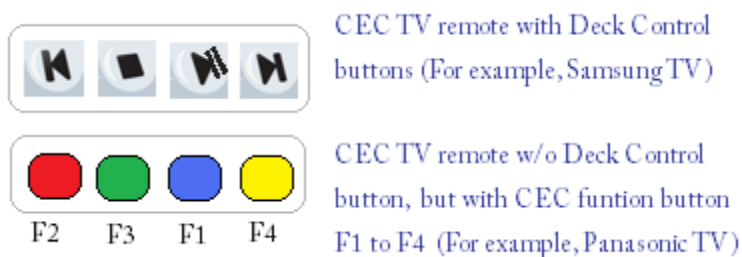 CEC TV remote with Deck Control
buttons (For example, Samsung TV)
CEC TV remote w/o Deck Control
button, but with CEC funtion button
F1 to F4 (For example, Panasonic TV)
F2 F3 F1 F4